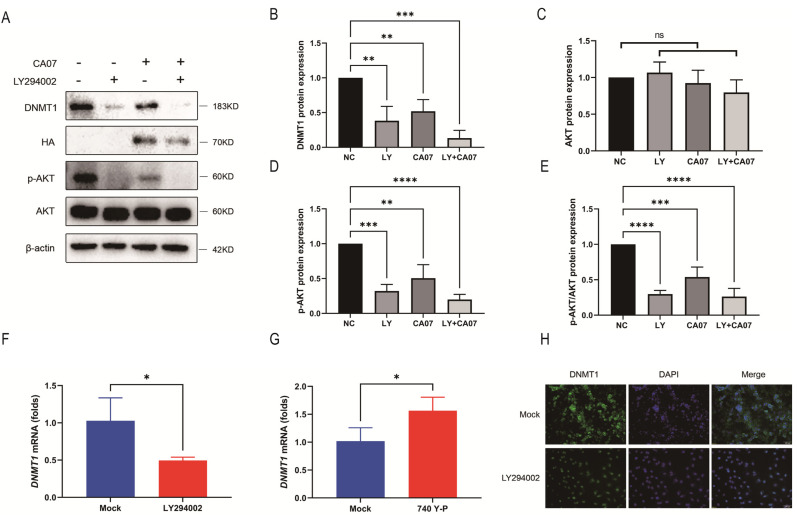 A
CA07 - - + +
LY294002 - + - +
DNMT1 183KD
HA 70KD
p-AKT 60KD
AKT 60KD
β-actin 42KD
B
DNMT1 protein expression
1.5
1.0
0.5
0.0
***
**
**
NC LY CA07 LY+CA07
C
AKT protein expression
1.5
1.0
0.5
0.0
ns
NC LY CA07 LY+CA07
D
p-AKT protein expression
1.5
1.0
0.5
0.0
****
**
***
NC LY CA07 LY+CA07
E
p-AKT/AKT protein expression
1.5
1.0
0.5
0.0
****
***
****
NC LY CA07 LY+CA07
F
DNMT1 mRNA (folds)
2.0
1.5
1.0
0.5
0.0
*
Mock LY294002
G
DNMT1 mRNA (folds)
2.0
1.5
1.0
0.5
0.0
*
Mock 740 Y-P
H
DNMT1 DAPI Merge
Mock
LY294002